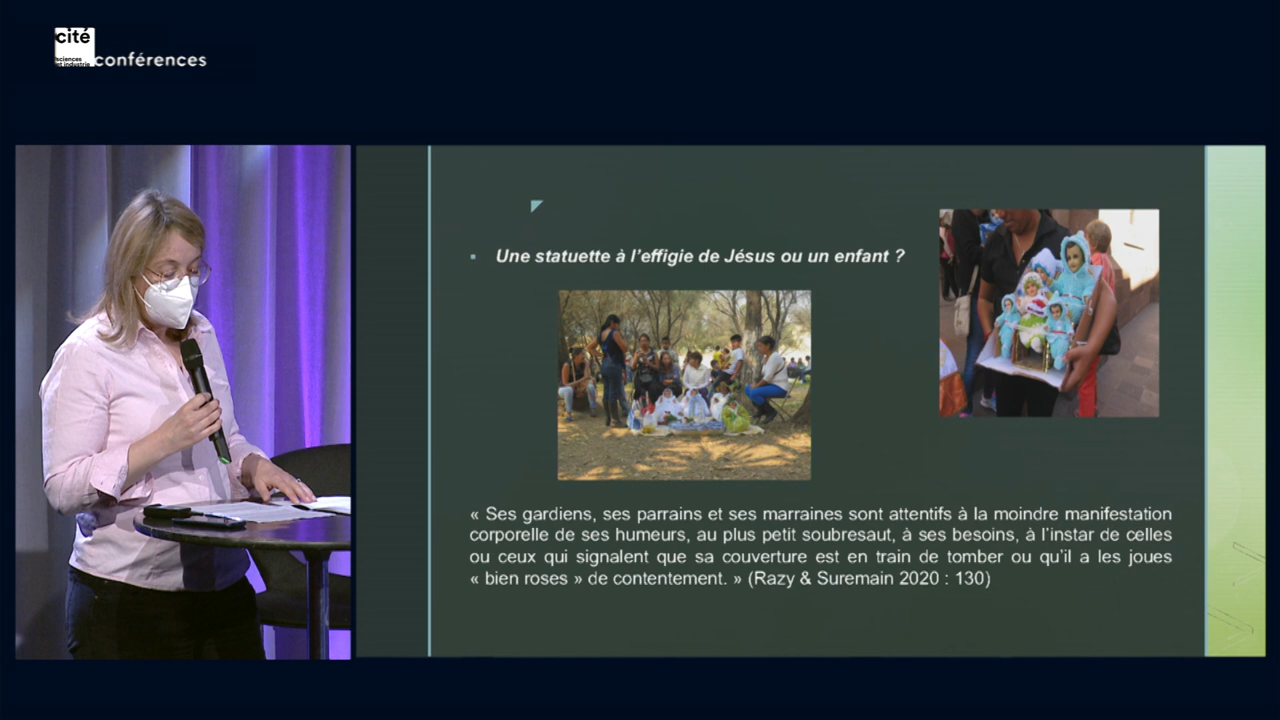 cité
sciences
et industrie
conférences
Une statuette à l'effigie de Jésus ou un enfant ?
« Ses gardiens, ses parrains et ses marraines sont attentifs à la moindre manifestation
corporelle de ses humeurs, au plus petit soubresaut, à ses besoins, à l'instar de celles
ou ceux qui signalent que sa couverture est en train de tomber ou qu'il a les joues
« bien roses » de contentement. » (Razy & Suremain 2020 : 130)